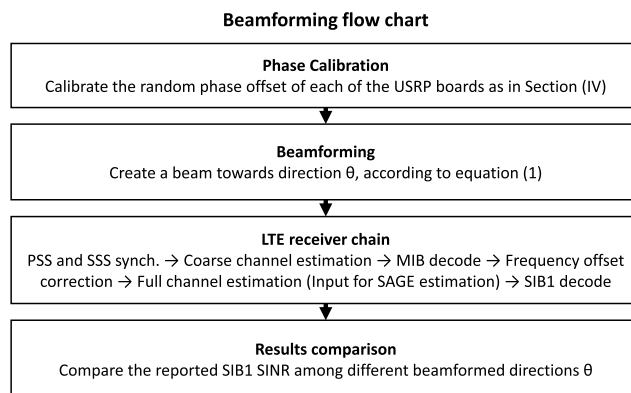 Beamforming flow chart
Phase Calibration
Calibrate the random phase offset of each of the USRP boards as in Section (IV)
Beamforming
Create a beam towards direction θ, according to equation (1)
LTE receiver chain
PSS and SSS synch. → Coarse channel estimation → MIB decode → Frequency offset
correction → Full channel estimation (Input for SAGE estimation) → SIB1 decode
Results comparison
Compare the reported SIB1 SINR among different beamformed directions θ